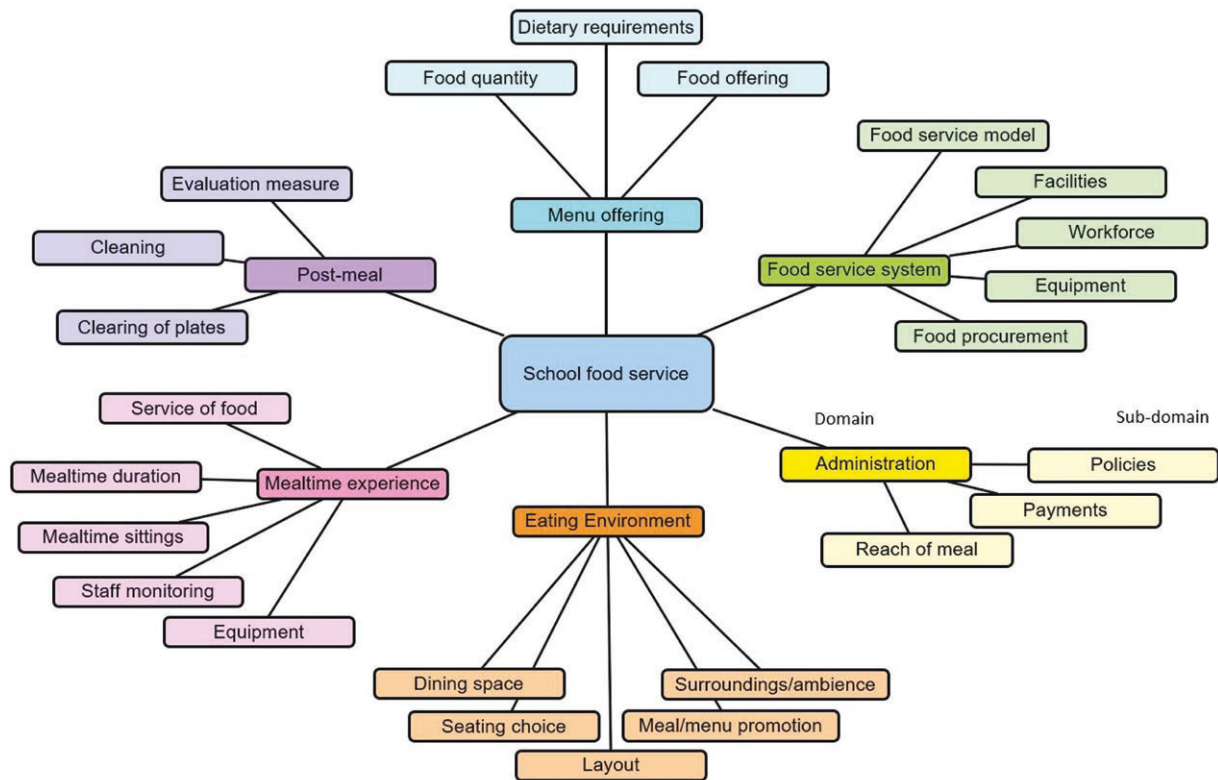 Dietary requirements
Food quantity
Food offering
Menu offering
Food service model
Facilities
Workforce
Food service system
Equipment
Food procurement
Evaluation measure
Cleaning
Post-meal
Clearing of plates
School food service
Domain
Sub-domain
Administration
Policies
Payments
Reach of meal
Service of food
Mealtime duration
Mealtime experience
Mealtime sittings
Staff monitoring
Equipment
Eating Environment
Dining space
Surroundings/ambience
Seating choice
Meal/menu promotion
Layout